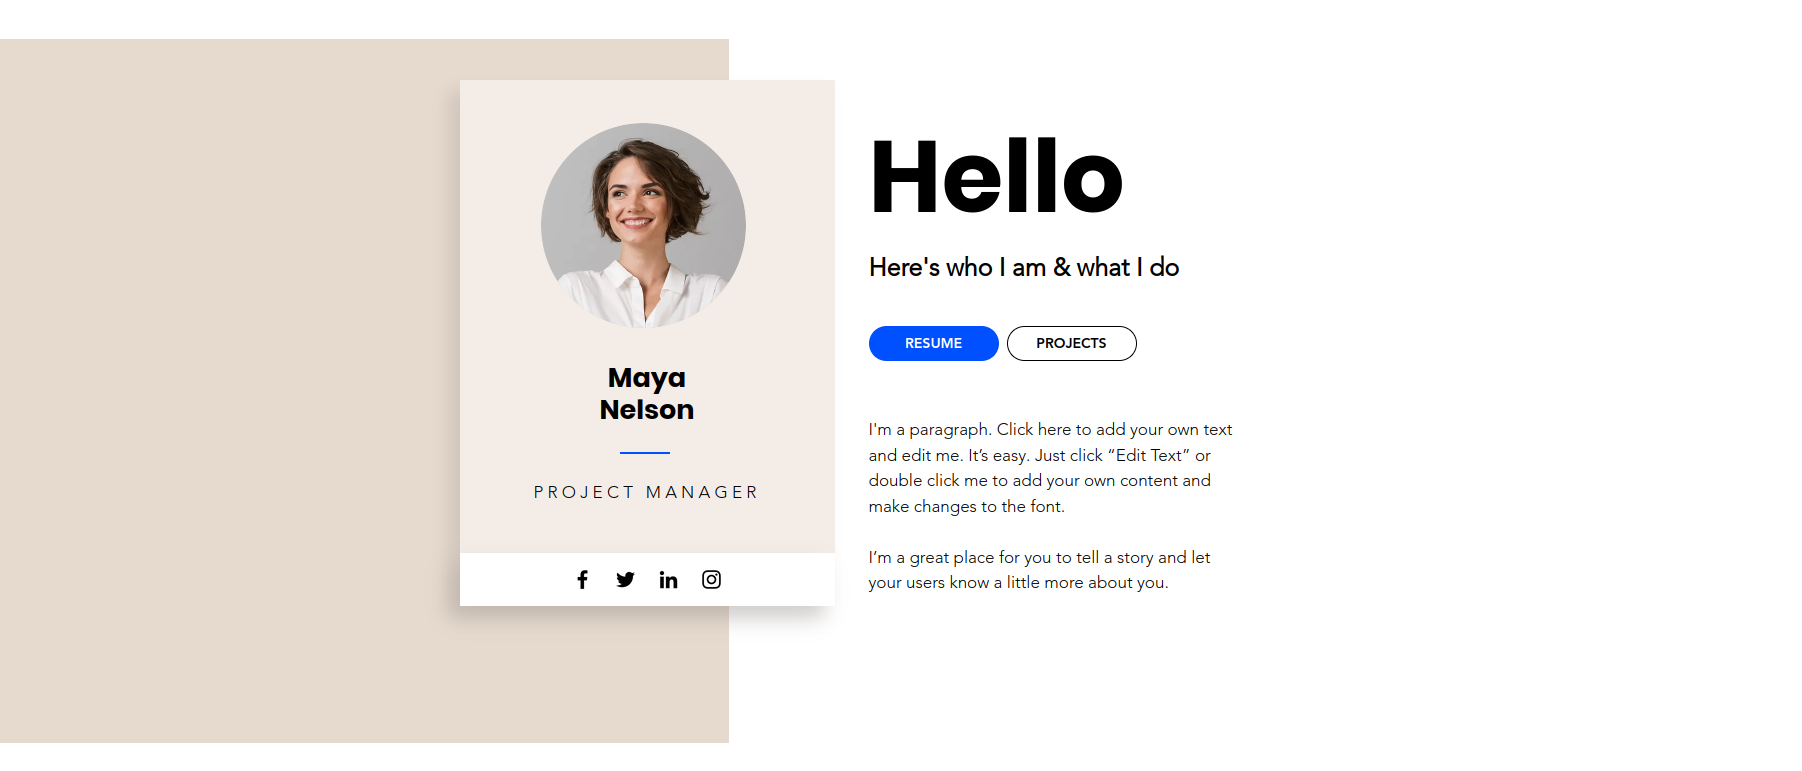 Maya
Nelson
PROJECT MANAGER
Hello
Here's who I am & what I do
RESUME
PROJECTS
I'm a paragraph. Click here to add your own text
and edit me. It’s easy. Just click “Edit Text” or
double click me to add your own content and
make changes to the font.
I’m a great place for you to tell a story and let
your users know a little more about you.